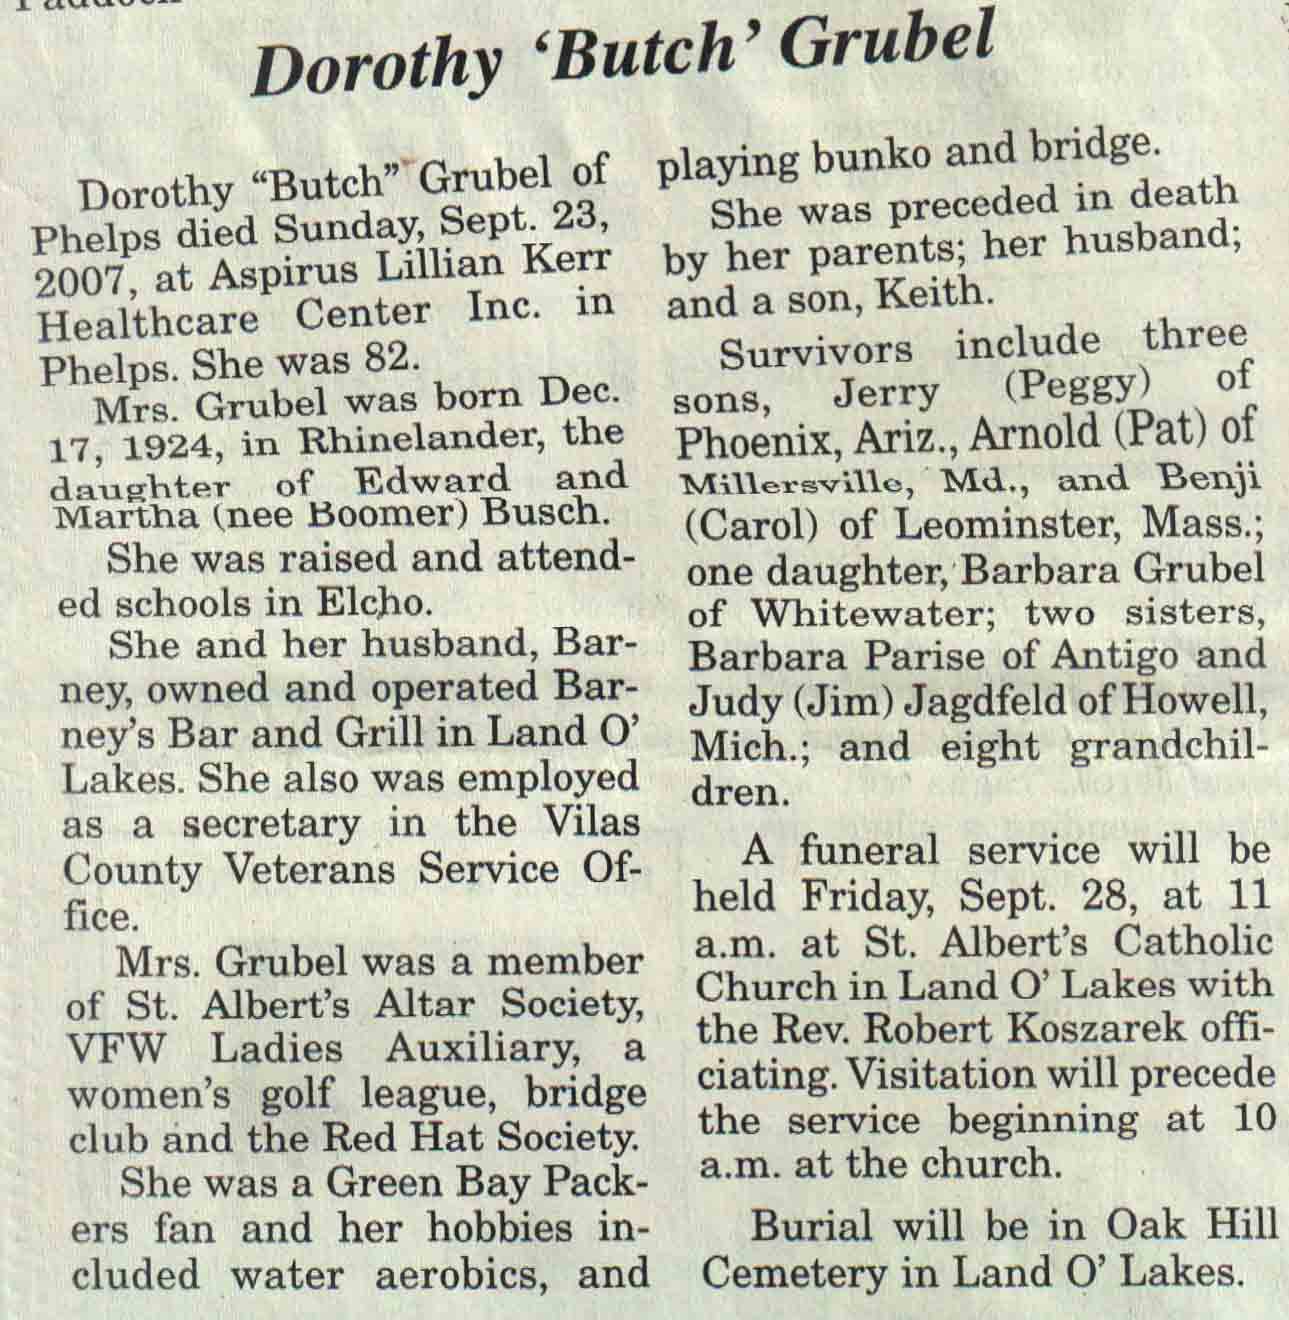 Dorothy ‘Butch’ Grubel
Dorothy “Butch” Grubel of
Phelps died Sunday, Sept. 23,
2007, at Aspirus Lillian Kerr
Healthcare Center Inc. in
Phelps. She was 82.
Mrs. Grubel was born Dec.
17, 1924, in Rhinelander, the
daughter of Edward and
Martha (nee Boomer) Busch.
She was raised and attend-
ed schools in Elcho.
She and her husband, Bar-
ney, owned and operated Bar-
ney’s Bar and Grill in Land O’
Lakes. She also was employed
as a secretary in the Vilas
County Veterans Service Of-
fice.
Mrs. Grubel was a member
of St. Albert’s Altar Society,
VFW Ladies Auxiliary, a
women’s golf league, bridge
club and the Red Hat Society.
She was a Green Bay Pack-
ers fan and her hobbies in-
cluded water aerobics, and
playing bunko and bridge.
She was preceded in death
by her parents; her husband;
and a son, Keith.
Survivors include three
sons, Jerry (Peggy) of
Phoenix, Ariz., Arnold (Pat) of
Millersville, Md., and Benji
(Carol) of Leominster, Mass.;
one daughter, Barbara Grubel
of Whitewater; two sisters,
Barbara Parise of Antigo and
Judy (Jim) Jagdfeld of Howell,
Mich.; and eight grandchil-
dren.
A funeral service will be
held Friday, Sept. 28, at 11
a.m. at St. Albert’s Catholic
Church in Land O’ Lakes with
the Rev. Robert Koszarek offi-
ciating. Visitation will precede
the service beginning at 10
a.m. at the church.
Burial will be in Oak Hill
Cemetery in Land O’ Lakes.